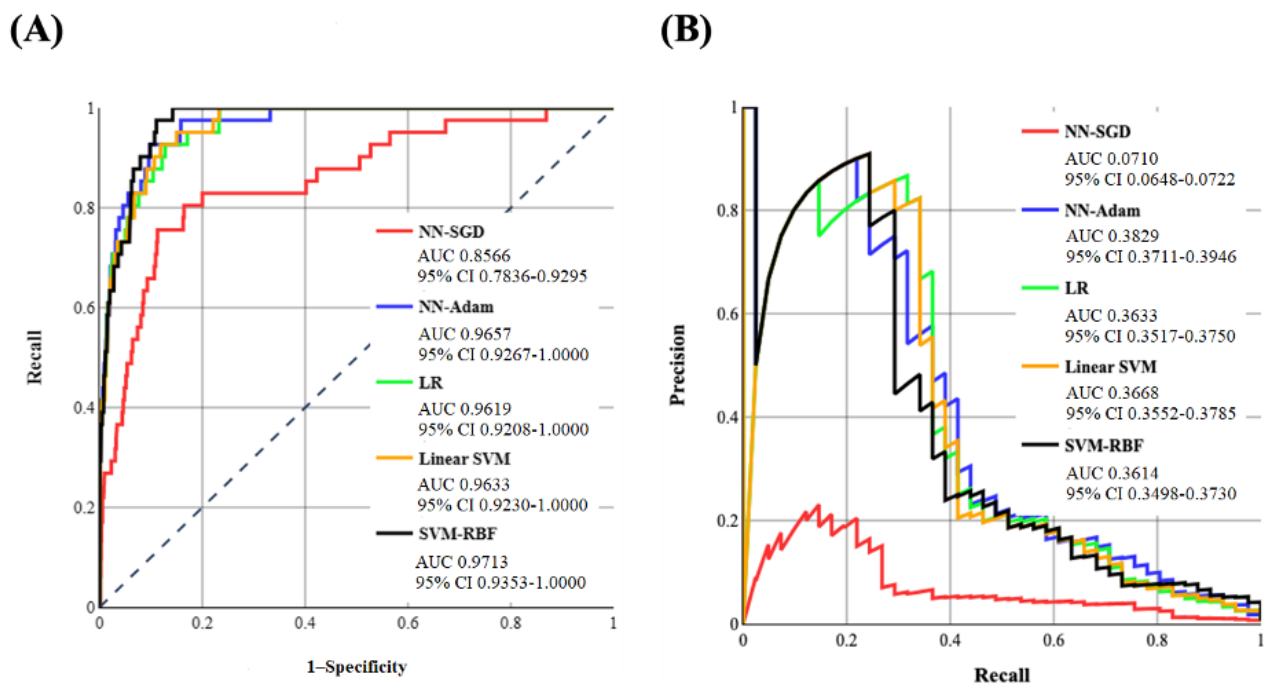 (A)
Recall
1
0.8
0.6
0.4
0.2
0
0.2
0.4
0.6
0.8
1
1–Specificity
NN-SGD
AUC 0.8566
95% CI 0.7836-0.9295
NN-Adam
AUC 0.9657
95% CI 0.9267-1.0000
LR
AUC 0.9619
95% CI 0.9208-1.0000
Linear SVM
AUC 0.9633
95% CI 0.9230-1.0000
SVM-RBF
AUC 0.9713
95% CI 0.9353-1.0000
(B)
Precision
1
0.8
0.6
0.4
0.2
0
0
0.2
0.4
0.6
0.8
1
Recall
NN-SGD
AUC 0.0710
95% CI 0.0648-0.0722
NN-Adam
AUC 0.3829
95% CI 0.3711-0.3946
LR
AUC 0.3633
95% CI 0.3517-0.3750
Linear SVM
AUC 0.3668
95% CI 0.3552-0.3785
SVM-RBF
AUC 0.3614
95% CI 0.3498-0.3730